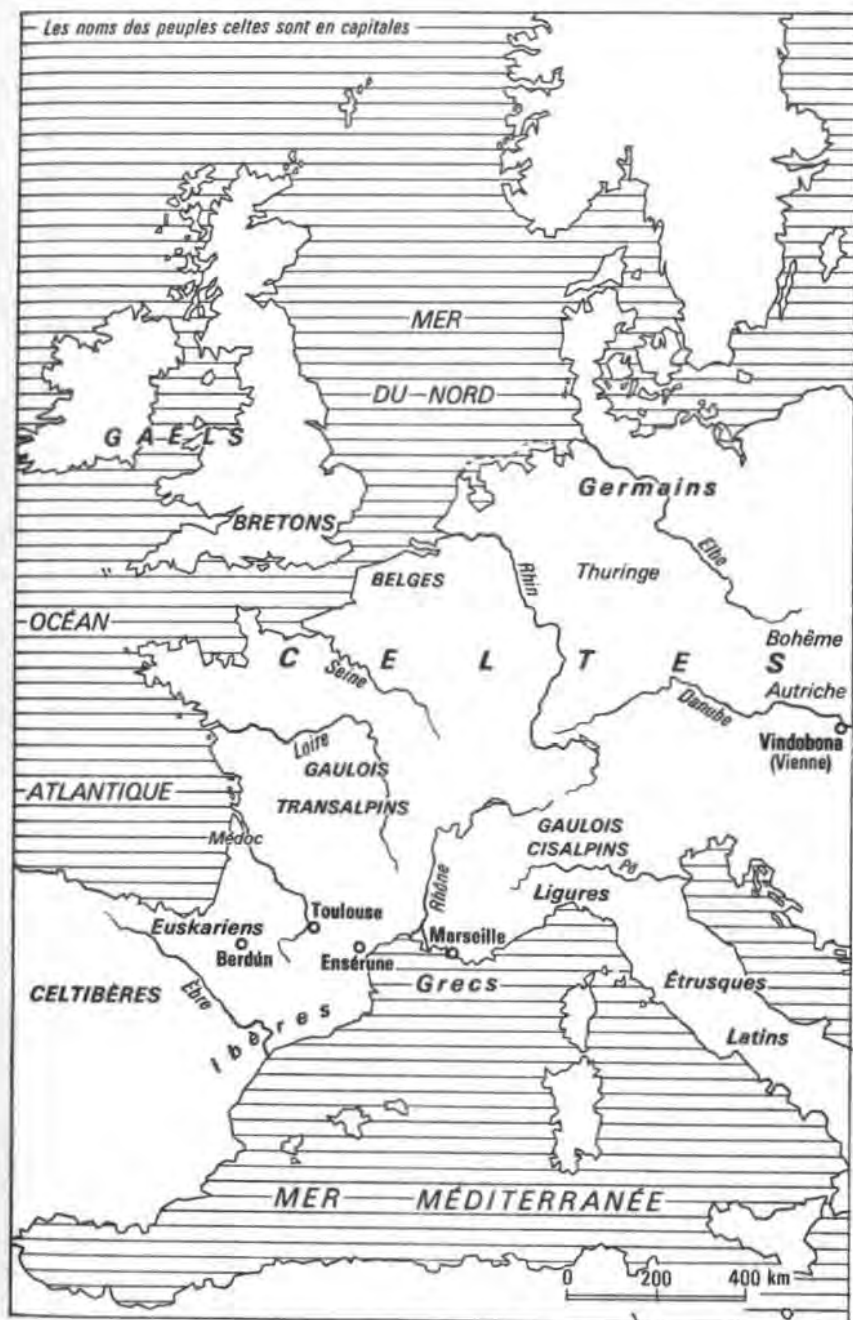 Les noms des peuples celtes sont en capitales
MER
DU NORD
GAËLS
Germains
BRETONS
Elbe
BELGES
Rhin
Thuringe
OCÉAN
Bohême
CELTES
Seine
Autriche
Danube
Loire
Vindobona
(Vienne)
GAULOIS
TRANSALPINS
ATLANTIQUE
Médoc
GAULOIS
CISALPINS
Pô
Rhône
Ligures
Toulouse
Euskariens
Marseille
Berdún
Ensérune
Grecs
Étrusques
CELTIBÈRES
Èbre
Ibères
Latins
MER MÉDITERRANÉE
0 200 400 km